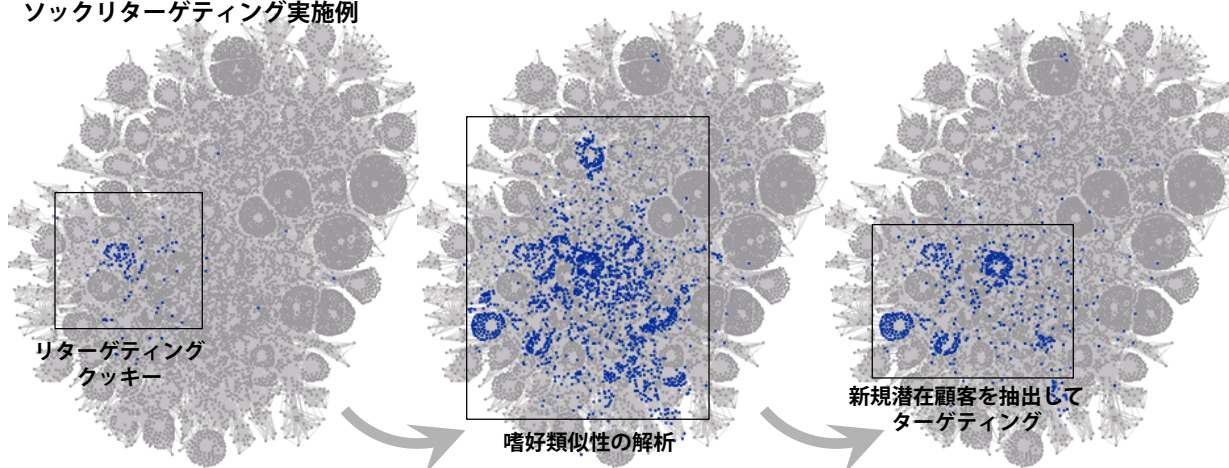 ソックリターゲティング実施例
リターゲティング
クッキー
嗜好類似性の解析
新規潜在顧客を抽出して
ターゲティング